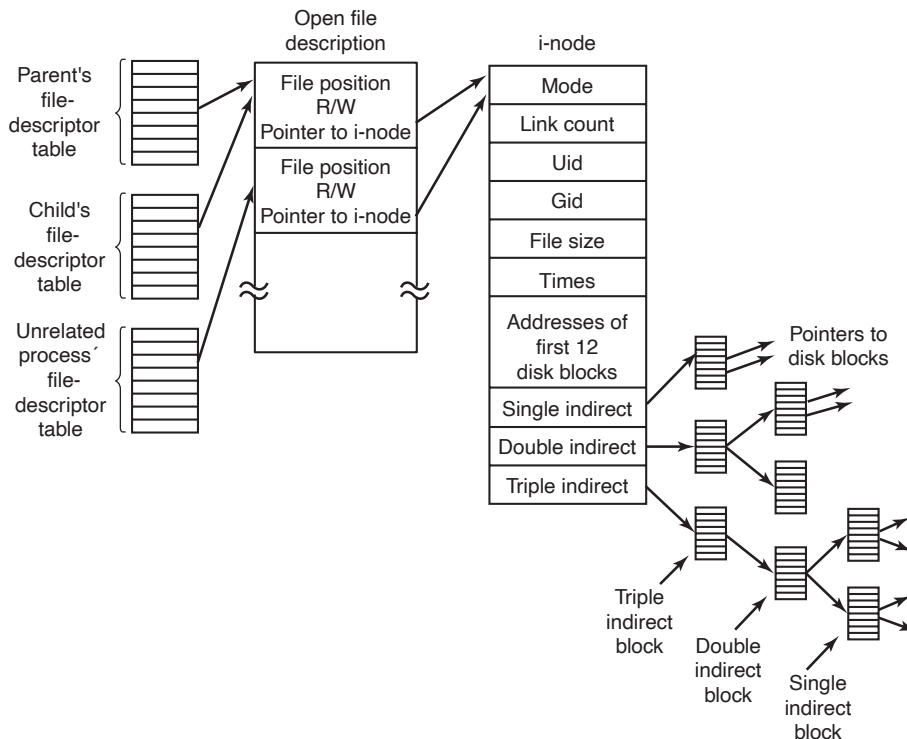 Parent's
file-
descriptor
table
Child's
file-
descriptor
table
Unrelated
process´
file-
descriptor
table
Open file
description
File position
R/W
Pointer to i-node
File position
R/W
Pointer to i-node
i-node
Mode
Link count
Uid
Gid
File size
Times
Addresses of
first 12
disk blocks
Single indirect
Double indirect
Triple indirect
Pointers to
disk blocks
Triple
indirect
block
Double
indirect
block
Single
indirect
block